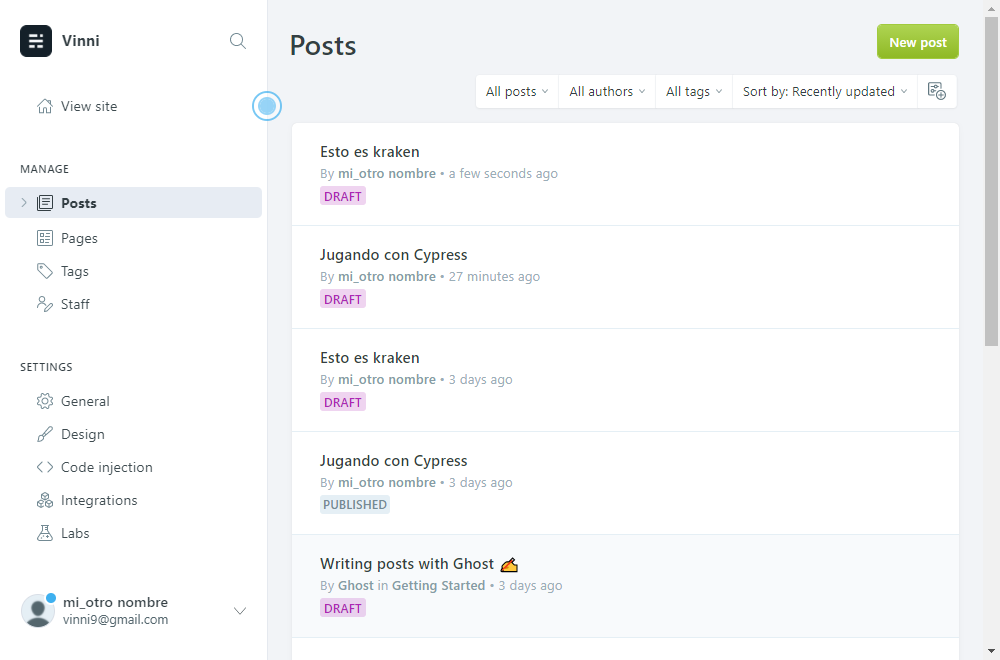 Vinni
View site
MANAGE
Posts
Pages
Tags
Staff
SETTINGS
General
Design
Code injection
Integrations
Labs
mi_otro nombre
vinni9@gmail.com
Posts
New post
All posts
All authors
All tags
Sort by: Recently updated
Esto es kraken
By mi_otro nombre • a few seconds ago
DRAFT
Jugando con Cypress
By mi_otro nombre • 27 minutes ago
DRAFT
Esto es kraken
By mi_otro nombre • 3 days ago
DRAFT
Jugando con Cypress
By mi_otro nombre • 3 days ago
PUBLISHED
Writing posts with Ghost ✍️
By Ghost in Getting Started • 3 days ago
DRAFT